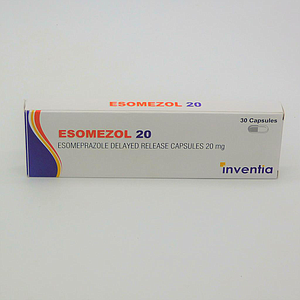 ESOMEZOL 20
30 Capsules
ESOMEZOL 20
ESOMEPRAZOLE DELAYED RELEASE CAPSULES 20 mg
inventia